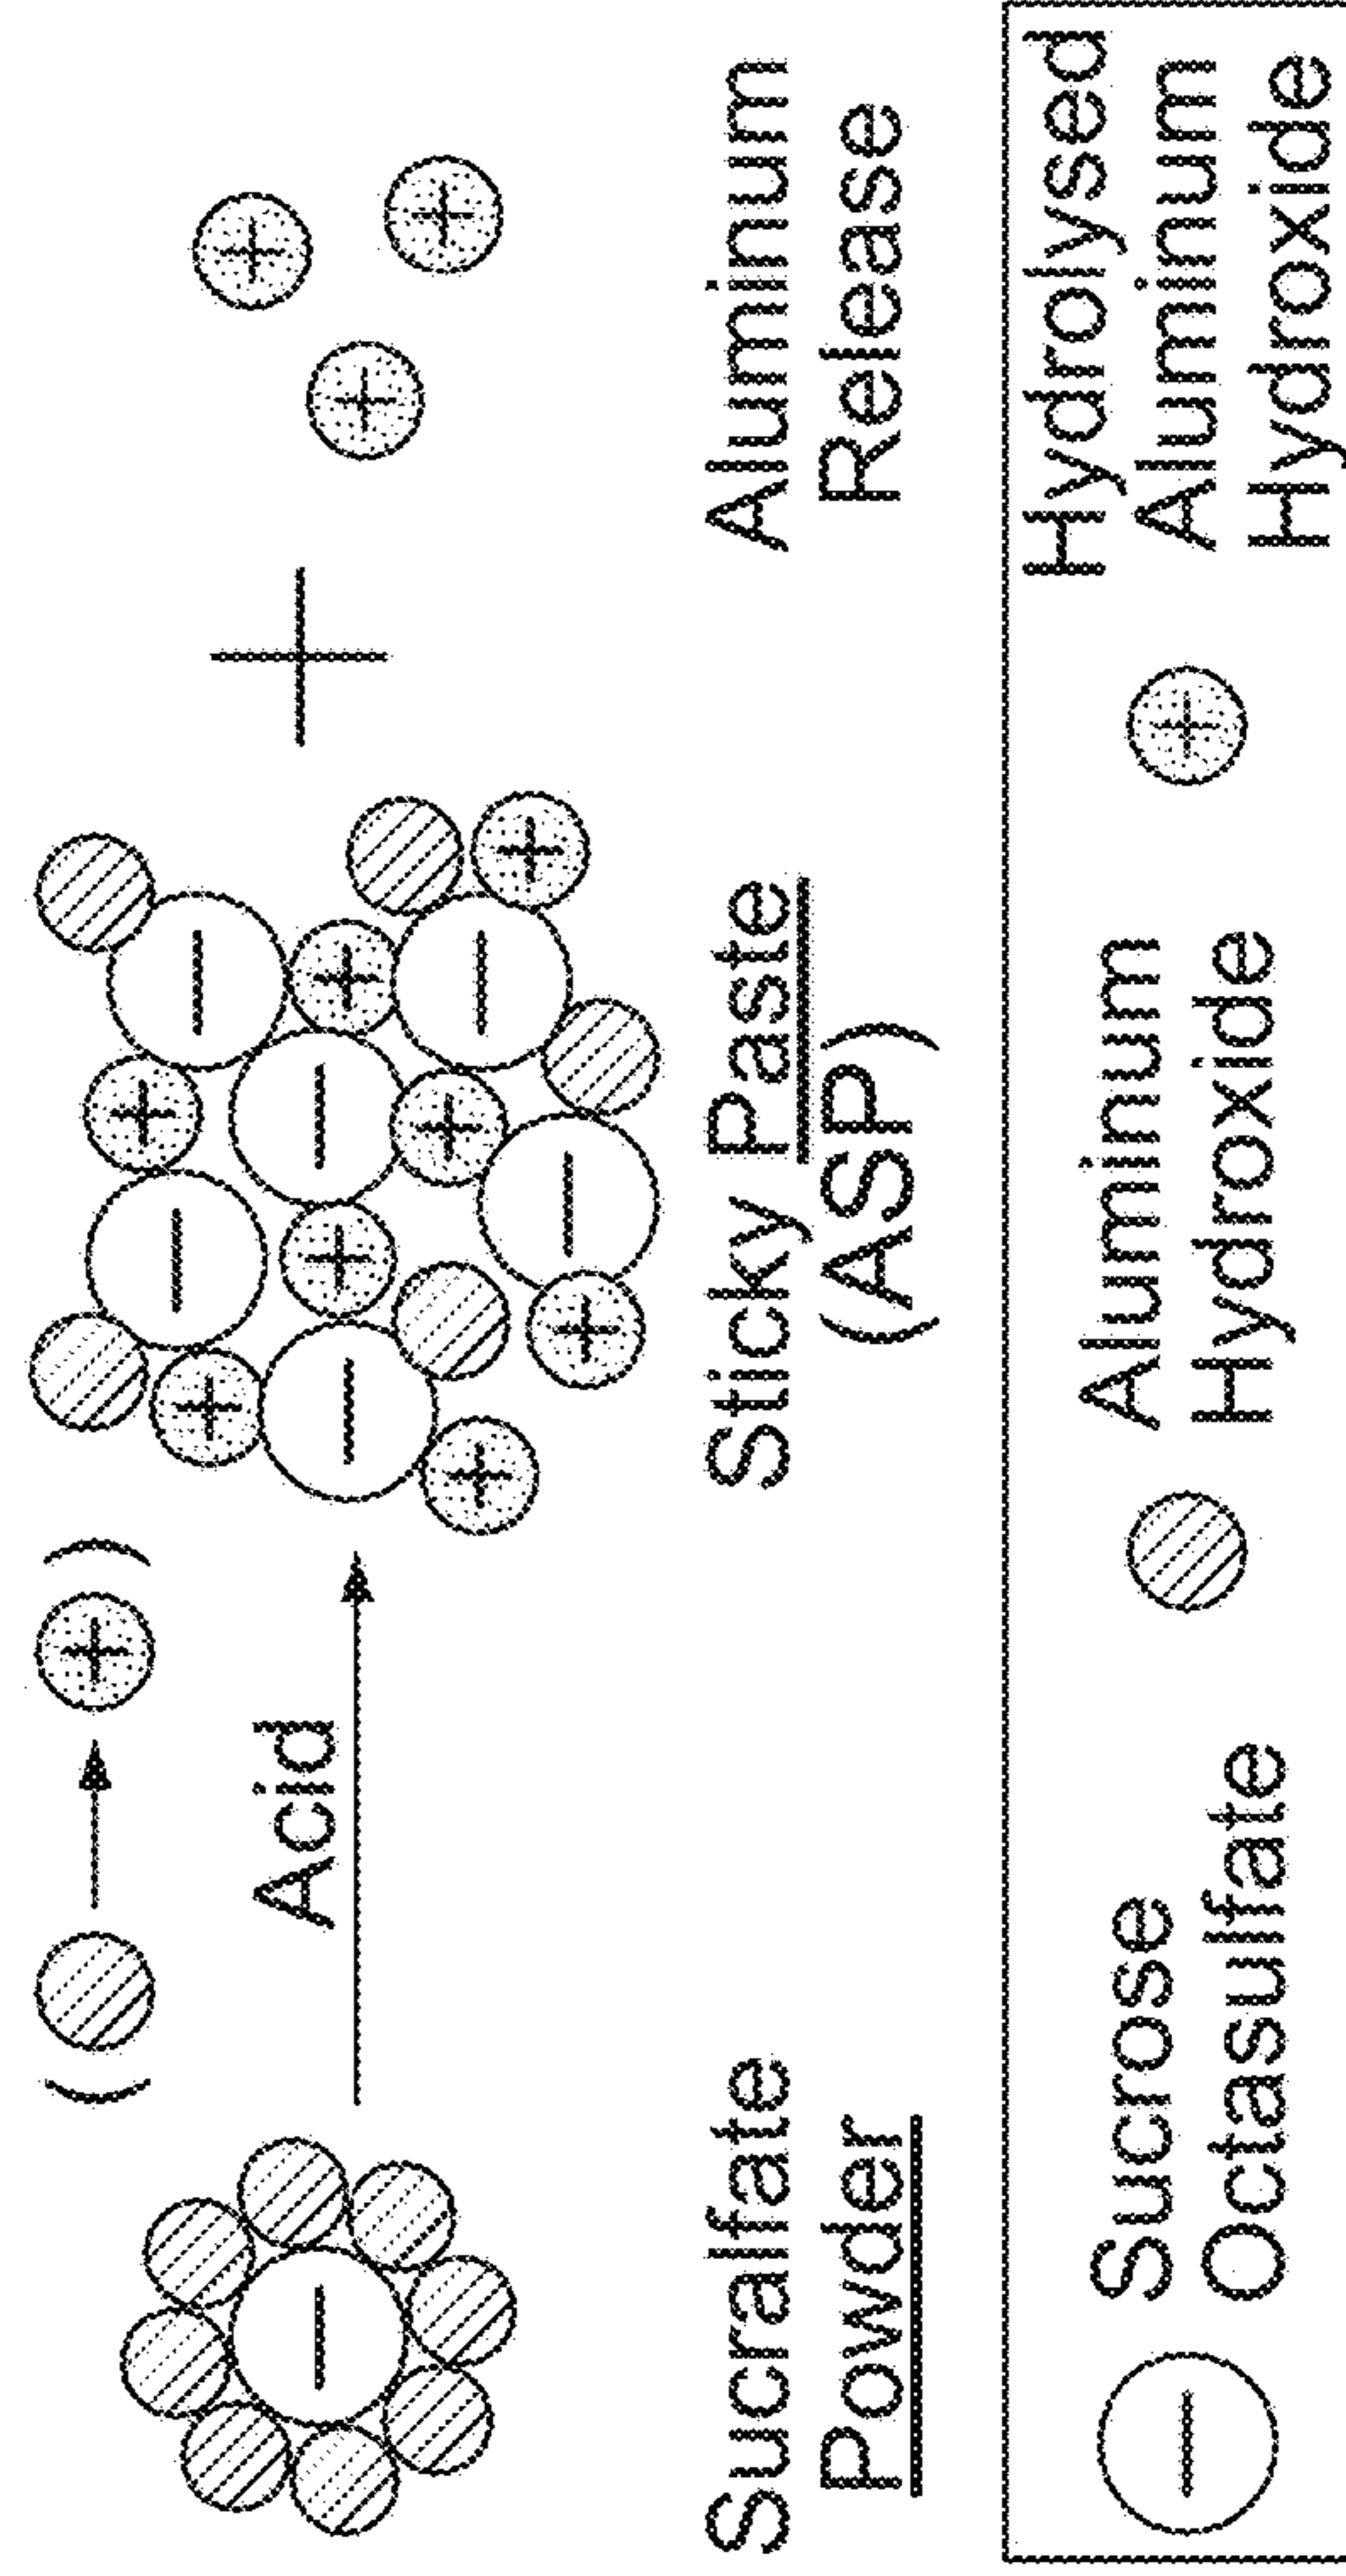 Acid
Sucralfate
Powder
Sticky Paste
(ASP)
Aluminum
Release
Sucrose
Octasulfate
Aluminum
Hydroxide
Hydrolysed
Aluminum
Hydroxide